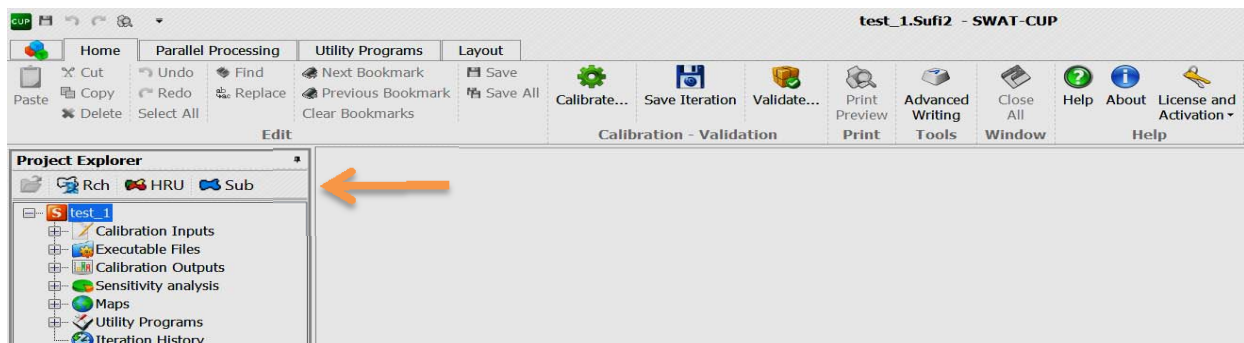 CUP
test_1.Sufi2 - SWAT-CUP
Home Parallel Processing Utility Programs Layout
Paste
Cut Undo Find Next Bookmark Save
Copy Redo Replace Previous Bookmark Save All
Delete Select All Clear Bookmarks
Calibrate... Save Iteration Validate... Print Preview Advanced Writing Close All Help About License and Activation
Edit Calibration - Validation Print Tools Window Help
Project Explorer
Rch HRU Sub
S test_1
Calibration Inputs
Executable Files
Calibration Outputs
Sensitivity analysis
Maps
Utility Programs
Iteration History